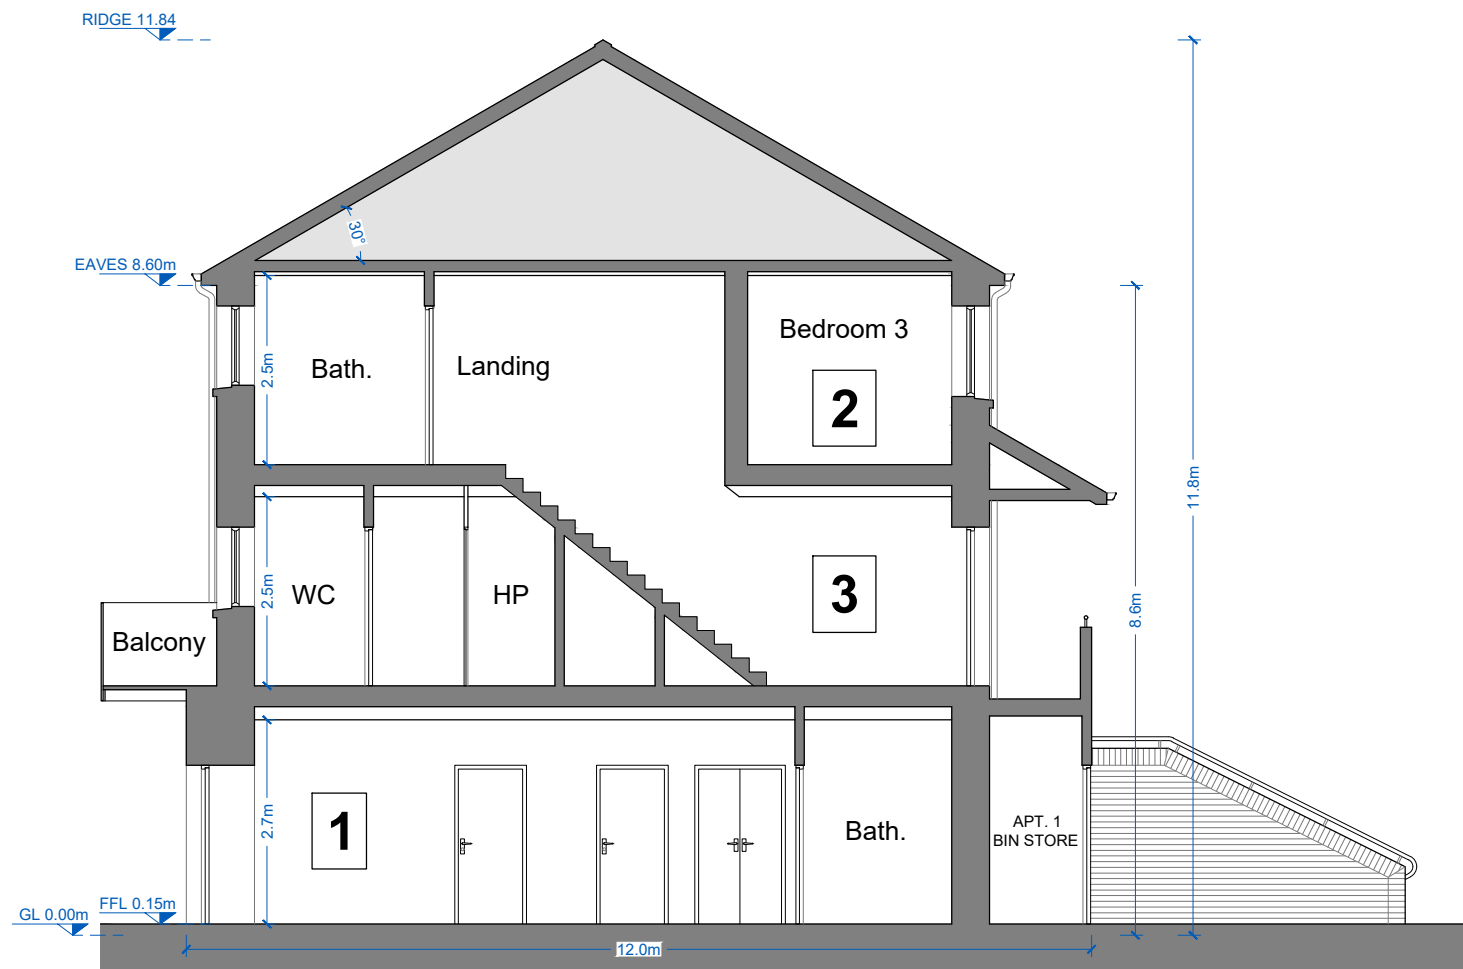 RIDGE 11.84
30°
EAVES 8.60m
Bath.
Landing
Bedroom 3
2
2.5m
11.8m
WC
HP
3
2.5m
8.6m
Balcony
2.7m
1
Bath.
APT. 1
BIN STORE
FFL 0.15m
GL 0.00m
12.0m